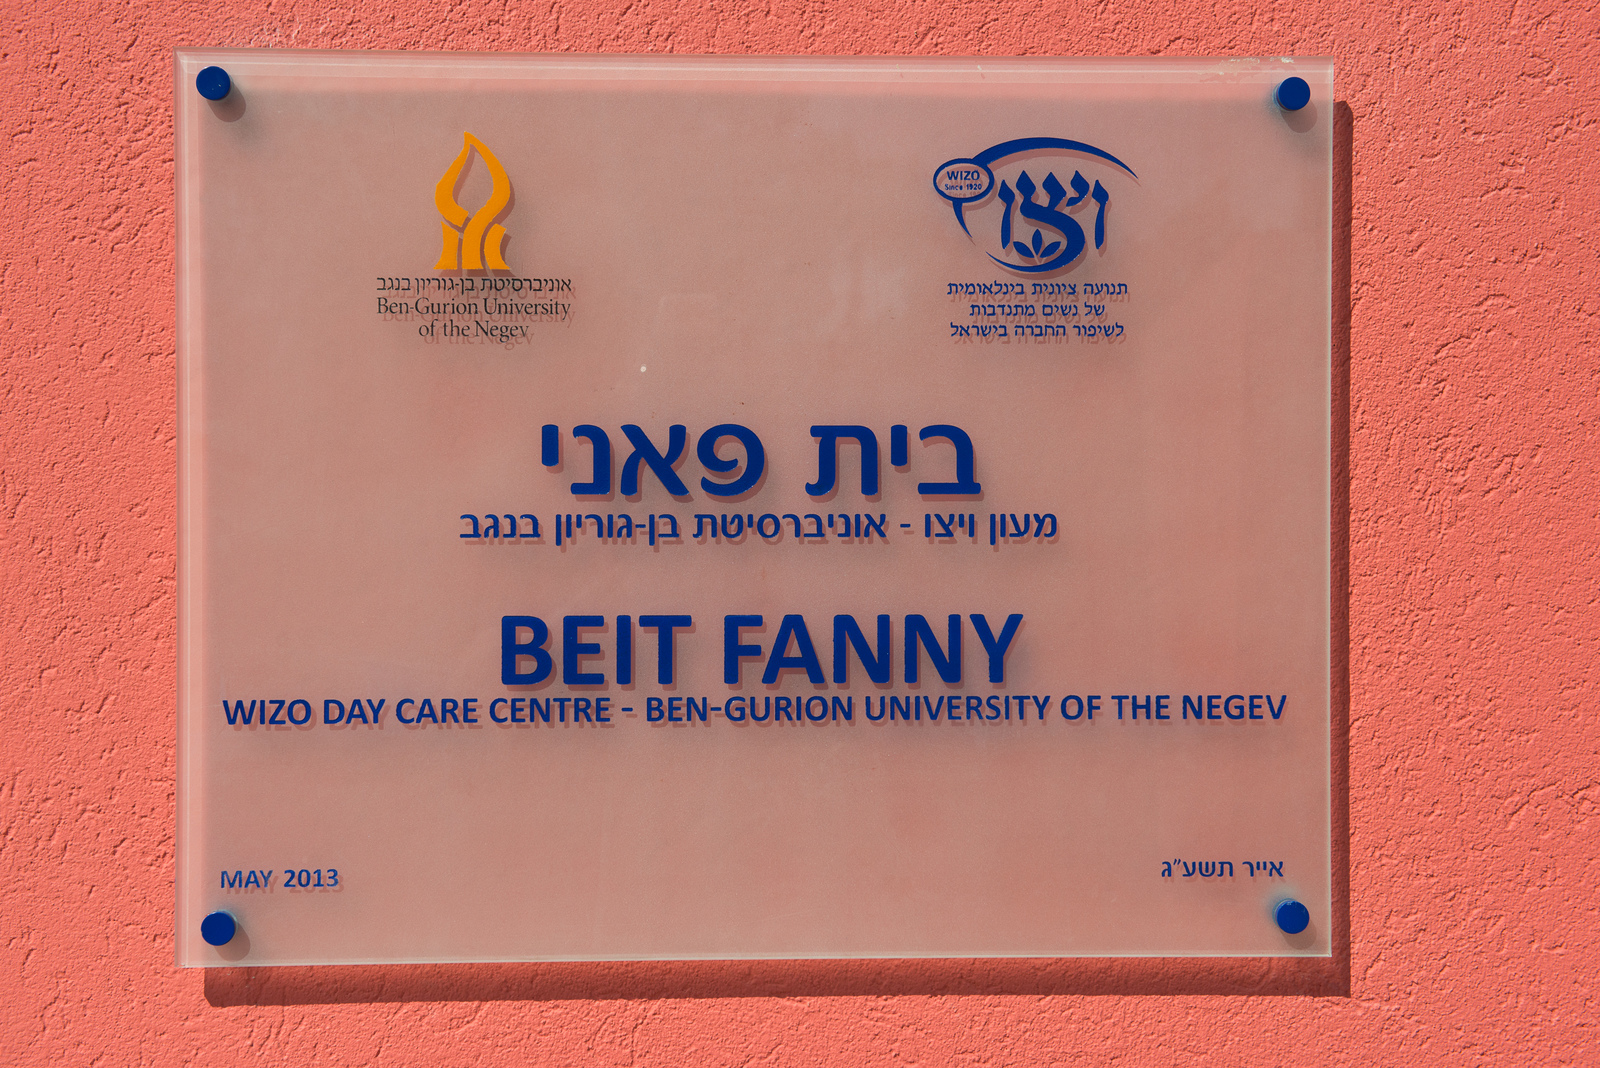 אוניברסיטת בן-גוריון בנגב
Ben-Gurion University
of the Negev
WIZO
Since 1920
ויצו
תנועה ציונית בינלאומית
של נשים מתנדבות
לשיפור החברה בישראל
בית פאני
מעון ויצו - אוניברסיטת בן-גוריון בנגב
BEIT FANNY
WIZO DAY CARE CENTRE - BEN-GURION UNIVERSITY OF THE NEGEV
MAY 2013
אייר תשע"ג